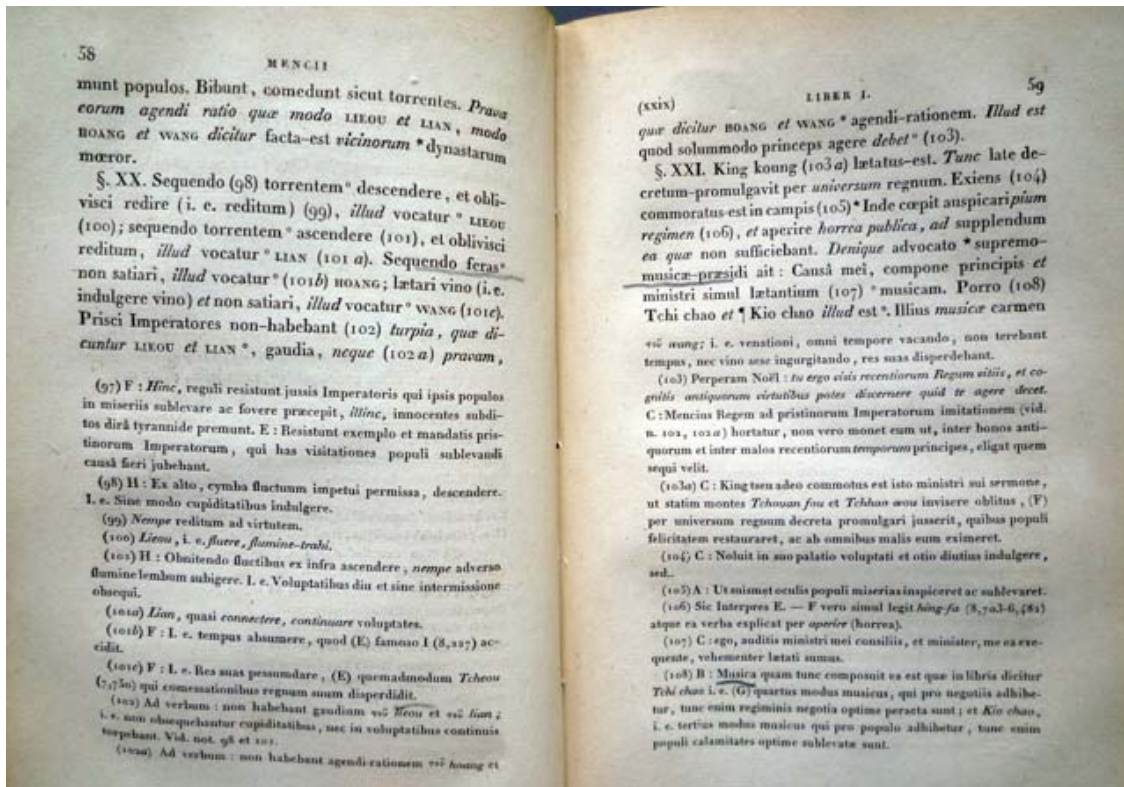 58
MENCII
munt populos. Bibunt, comedunt sicut torrentes. Prava
eorum agendi ratio quæ modo LIEOU et LIAN, modo
HOANG et WANG dicitur facta-est vicinorum * dynastarum
mœror.
§. XX. Sequendo (98) torrentem° descendere, et obli-
visci redire (i. e. reditum) (99), illud vocatur ° LIEOU
(100); sequendo torrentem° ascendere (101), et oblivisci
reditum, illud vocatur° LIAN (101 a). Sequendo feras°
non satiari, illud vocatur° (101b) HOANG; lætari vino (i. e.
indulgere vino) et non satiari, illud vocatur° WANG (101c).
Prisci Imperatores non-habebant (102) turpia, quæ di-
cuntur LIEOU et LIAN °, gaudia, neque (102 a) pravam,
(97) F : Hinc, reguli resistunt jussis Imperatoris qui ipsis populos
in miseriis sublevare ac fovere præcepit, illinc, innocentes subdi-
tos dirâ tyrannide premunt. E : Resistunt exemplo et mandatis pris-
tinorum Imperatorum, qui has visitationes populi sublevandi
causâ fieri jubebant.
(98) H : Ex alto, cymba fluctuum impetui permissa, descendere.
I. e. Sine modo cupiditatibus indulgere.
(99) Nempe reditum ad virtutem.
(100) Lieou, i. e. fluere, flumine-trahi.
(101) H : Obnitendo fluctibus ex infra ascendere, nempe adverso
flumine lembum subigere. I. e. Voluptatibus diu et sine intermissione
obsequi.
(101a) Lian, quasi connectere, continuare voluptates.
(101b) F : I. e. tempus absumere, quod (E) famoso I (8,227) ac-
cidit.
(101c) F : I. e. Res suas pessumdare, (E) quemadmodum Tcheou
(7,750) qui comessationibus regnum suum disperdidit.
(102) Ad verbum : non habebant gaudium τοῦ lieou et τοῦ lian ;
i. e. non obsequebantur cupiditatibus, nec in voluptatibus continuis
torpebant. Vid. not. 98 et 101.
(102a) Ad verbum : non habebant agendi-rationem τοῦ hoang et
(xxix)
LIBER I.
59
quæ dicitur HOANG et WANG * agendi-rationem. Illud est
quod solummodo princeps agere debet ° (103).
§. XXI. King koung (103 a) lætatus-est. Tunc late de-
cretum-promulgavit per universum regnum. Exiens (104)
commoratus-est in campis (105) * Inde cœpit auspicari pium
regimen (106), et aperire horrea publica, ad supplendum
ea quæ non sufficiebant. Denique advocato * supremo-
musicæ-præsidi ait : Causâ mei, compone principis et
ministri simul lætantium (107) ° musicam. Porro (108)
Tchi chao et ¶ Kio chao illud est °. Illius musicæ carmen
τοῦ wang; i. e. venationi, omni tempore vacando, non terebant
tempus, nec vino sese ingurgitando, res suas disperdebant.
(103) Perperam Noël : tu ergo visis recentiorum Regum vitiis, et co-
gnitis antiquorum virtutibus potes discernere quid te agere decet.
C : Mencius Regem ad pristinorum Imperatorum imitationem (vid.
n. 102, 102 a) hortatur, non vero monet eum ut, inter bonos anti-
quorum et inter malos recentiorum temporum principes, eligat quem
sequi velit.
(103a) C : King tseu adeo commotus est isto ministri sui sermone,
ut statim montes Tchouan fou et Tchhao wou invisere oblitus, (F)
per universum regnum decreta promulgari jusserit, quibus populi
felicitatem restauraret, ac ab omnibus malis eum eximeret.
(104) C : Noluit in suo palatio voluptati et otio diutius indulgere,
sed..
(105) A : Ut suismet oculis populi miserias inspiceret ac sublevaret.
(106) Sic Interpres E. — F vero simul legit hing-fa (8,703-6,481)
atque ea verba explicat per aperire (horrea).
(107) C : ego, auditis ministri mei consiliis, et minister, me ea exe-
quente, vehementer lætati sumus.
(108) B : Musica quam tunc composuit ea est quæ in libris dicitur
Tchi chao i. e. (G) quartus modus musicus, qui pro negotiis adhibe-
tur, tunc enim regiminis negotia optime peracta sunt ; et Kio chao,
i. e. tertius modus musicus qui pro populo adhibetur, tunc enim
populi calamitates optime sublevatæ sunt.